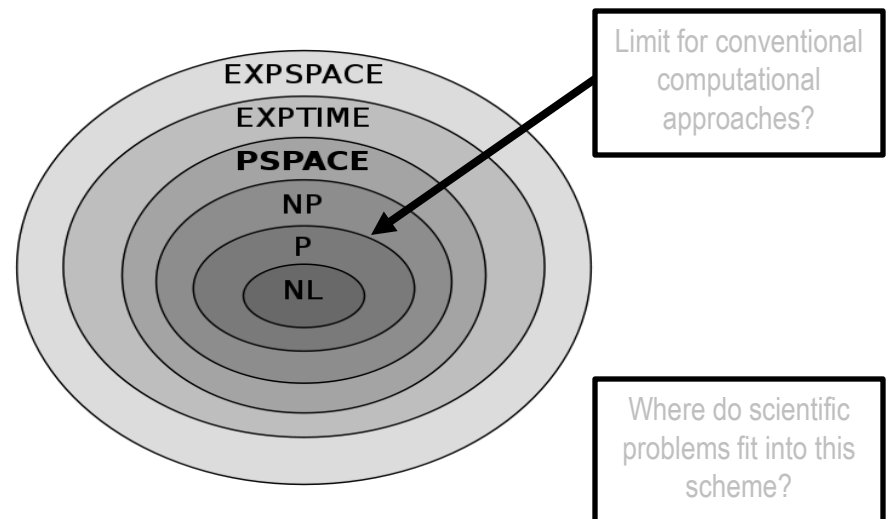 EXPSPACE
EXPTIME
PSPACE
NP
P
NL
Limit for conventional
computational
approaches?
Where do scientific
problems fit into this
scheme?